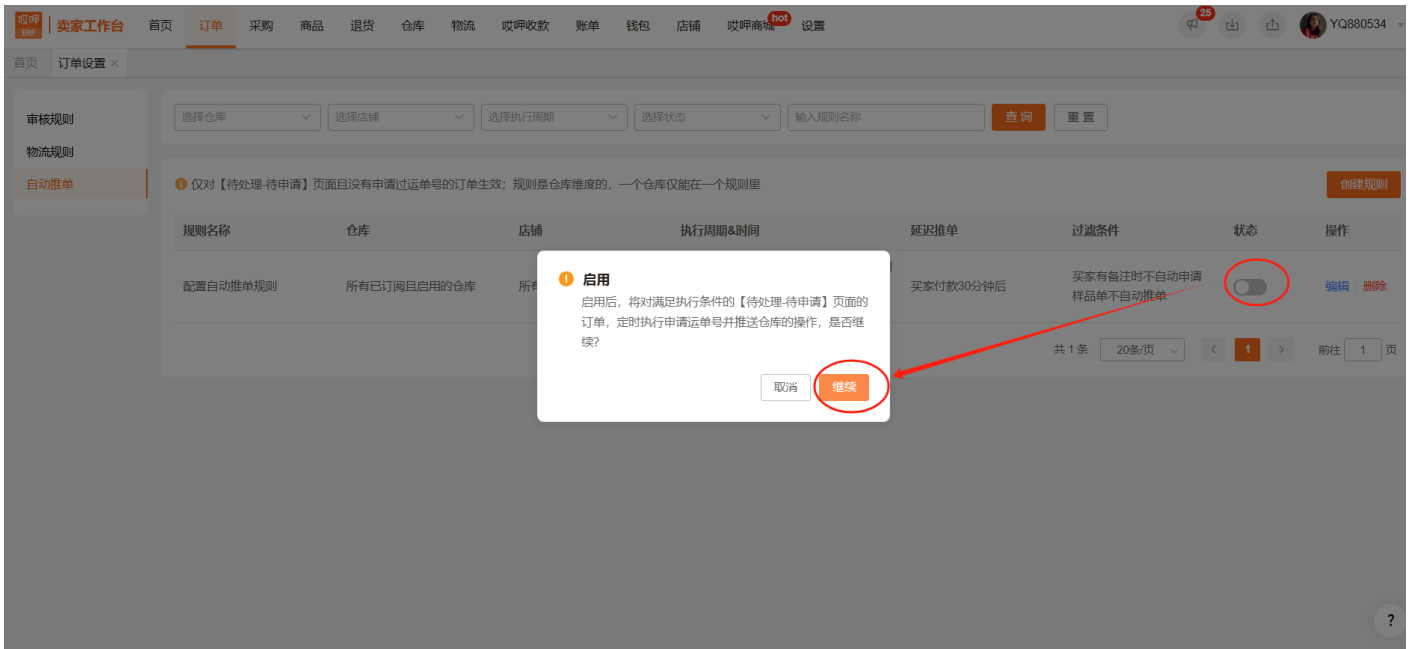 哎呷 ERP 卖家工作台 首页 订单 采购 商品 退货 仓库 物流 哎呷收款 账单 钱包 店铺 哎呷商城 hot 设置 25 YQ880534
首页 订单设置 ×
审核规则
物流规则
自动推单
选择仓库 选择店铺 选择执行周期 选择状态 输入规则名称 查询 重置
仅对【待处理-待申请】页面且没有申请过运单号的订单生效；规则是仓库维度的，一个仓库仅能在一个规则里 创建规则
规则名称 仓库 店铺 执行周期&时间 延迟推单 过滤条件 状态 操作
配置自动推单规则 所有已订阅且启用的仓库 所有 买家付款30分钟后 买家有备注时不自动申请 编辑 删除
样品单不自动推单
启用
启用后，将对满足执行条件的【待处理-待申请】页面的
订单，定时执行申请运单号并推送仓库的操作，是否继
续?
取消 继续
共 1 条 20条/页 < 1 > 前往 1 页
?